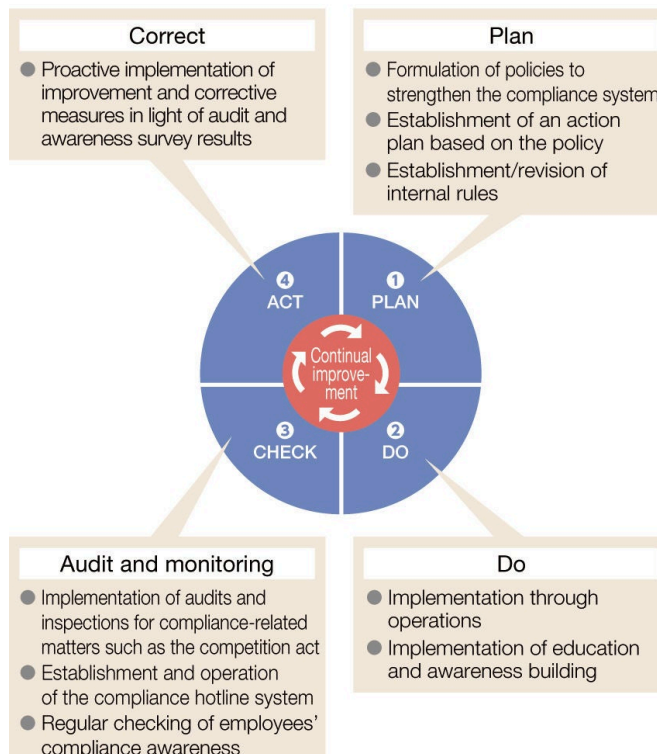 Correct
● Proactive implementation of
improvement and corrective
measures in light of audit and
awareness survey results
Plan
● Formulation of policies to
strengthen the compliance system
● Establishment of an action
plan based on the policy
● Establishment/revision of
internal rules
❹
ACT
❶
PLAN
Continual
improve-
ment
❸
CHECK
❷
DO
Audit and monitoring
● Implementation of audits and
inspections for compliance-related
matters such as the competition act
● Establishment and operation
of the compliance hotline system
● Regular checking of employees’
compliance awareness
Do
● Implementation through
operations
● Implementation of education
and awareness building